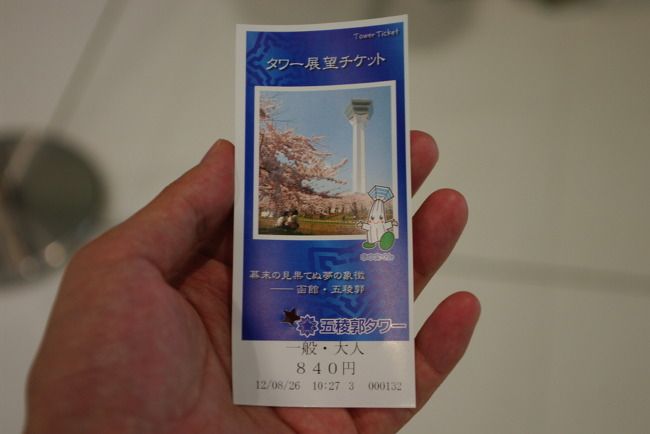 Tower Ticket
タワー展望チケット
幕末の見果てぬ夢の象徴
――函館・五稜郭
五稜郭タワー
一般・大人
840円
12/08/26 10:27 3 000132